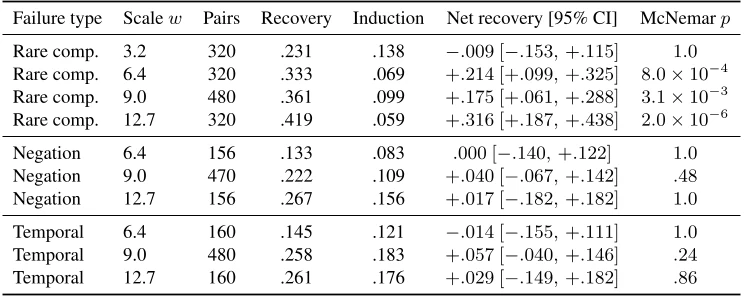 Failure type Scale w Pairs Recovery Induction Net recovery [95% CI] McNemar p
Rare comp. 3.2 320 .231 .138 −.009 [−.153, +.115] 1.0
Rare comp. 6.4 320 .333 .069 +.214 [+.099, +.325] 8.0 × 10⁻⁴
Rare comp. 9.0 480 .361 .099 +.175 [+.061, +.288] 3.1 × 10⁻³
Rare comp. 12.7 320 .419 .059 +.316 [+.187, +.438] 2.0 × 10⁻⁶
Negation 6.4 156 .133 .083 .000 [−.140, +.122] 1.0
Negation 9.0 470 .222 .109 +.040 [−.067, +.142] .48
Negation 12.7 156 .267 .156 +.017 [−.182, +.182] 1.0
Temporal 6.4 160 .145 .121 −.014 [−.155, +.111] 1.0
Temporal 9.0 480 .258 .183 +.057 [−.040, +.146] .24
Temporal 12.7 160 .261 .176 +.029 [−.149, +.182] .86